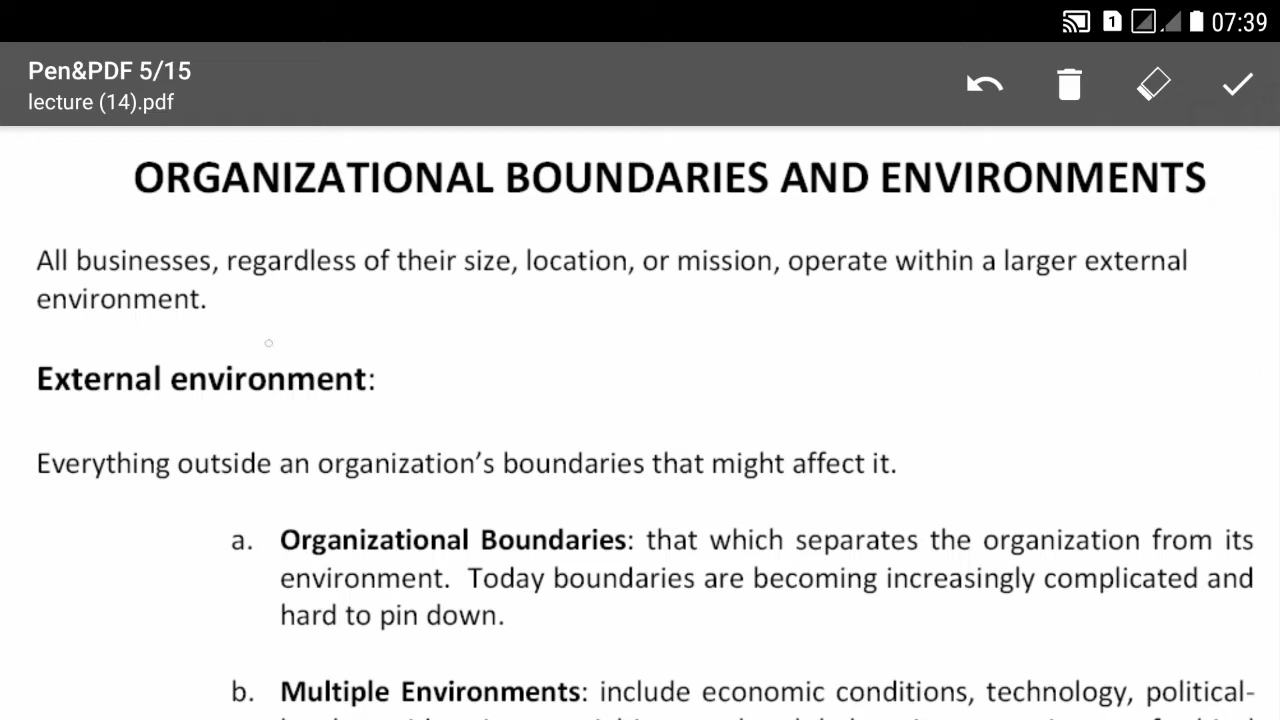 1 07:39
Pen&PDF 5/15
lecture (14).pdf
ORGANIZATIONAL BOUNDARIES AND ENVIRONMENTS
All businesses, regardless of their size, location, or mission, operate within a larger external
environment.
External environment:
Everything outside an organization’s boundaries that might affect it.
a. Organizational Boundaries: that which separates the organization from its
environment. Today boundaries are becoming increasingly complicated and
hard to pin down.
b. Multiple Environments: include economic conditions, technology, political-